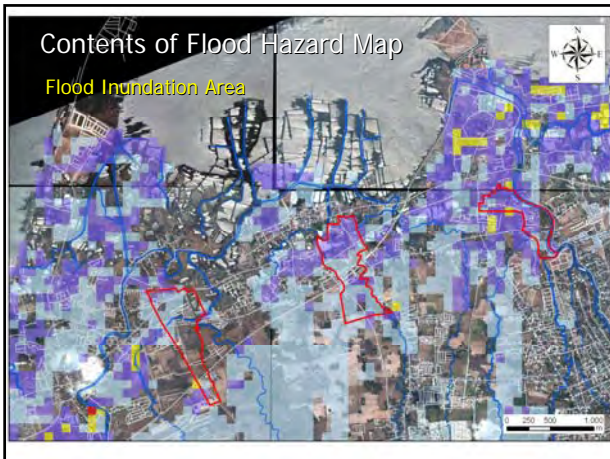 Contents of Flood Hazard Map
Flood Inundation Area
N
W E
S
0 250 500 1,000
m